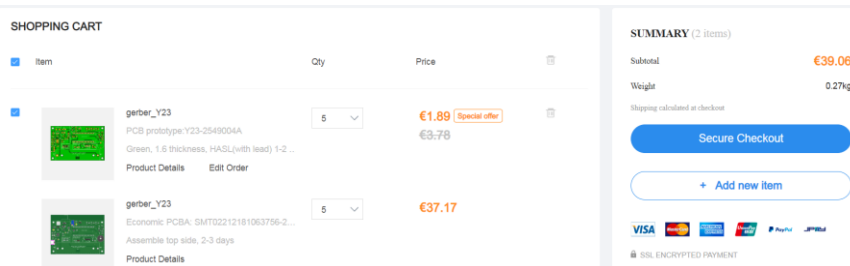 SHOPPING CART
Item Qty Price
gerber_Y23
PCB prototype:Y23-2549004A
Green, 1.6 thickness, HASL(with lead) 1-2 ...
Product Details Edit Order
5
€1.89 Special offer
€3.78
gerber_Y23
Economic PCBA: SMT02212181063756-2...
Assemble top side, 2-3 days
Product Details
5
€37.17
SUMMARY (2 items)
Subtotal €39.06
Weight 0.27kg
Shipping calculated at checkout
Secure Checkout
+ Add new item
VISA PayPal
SSL ENCRYPTED PAYMENT